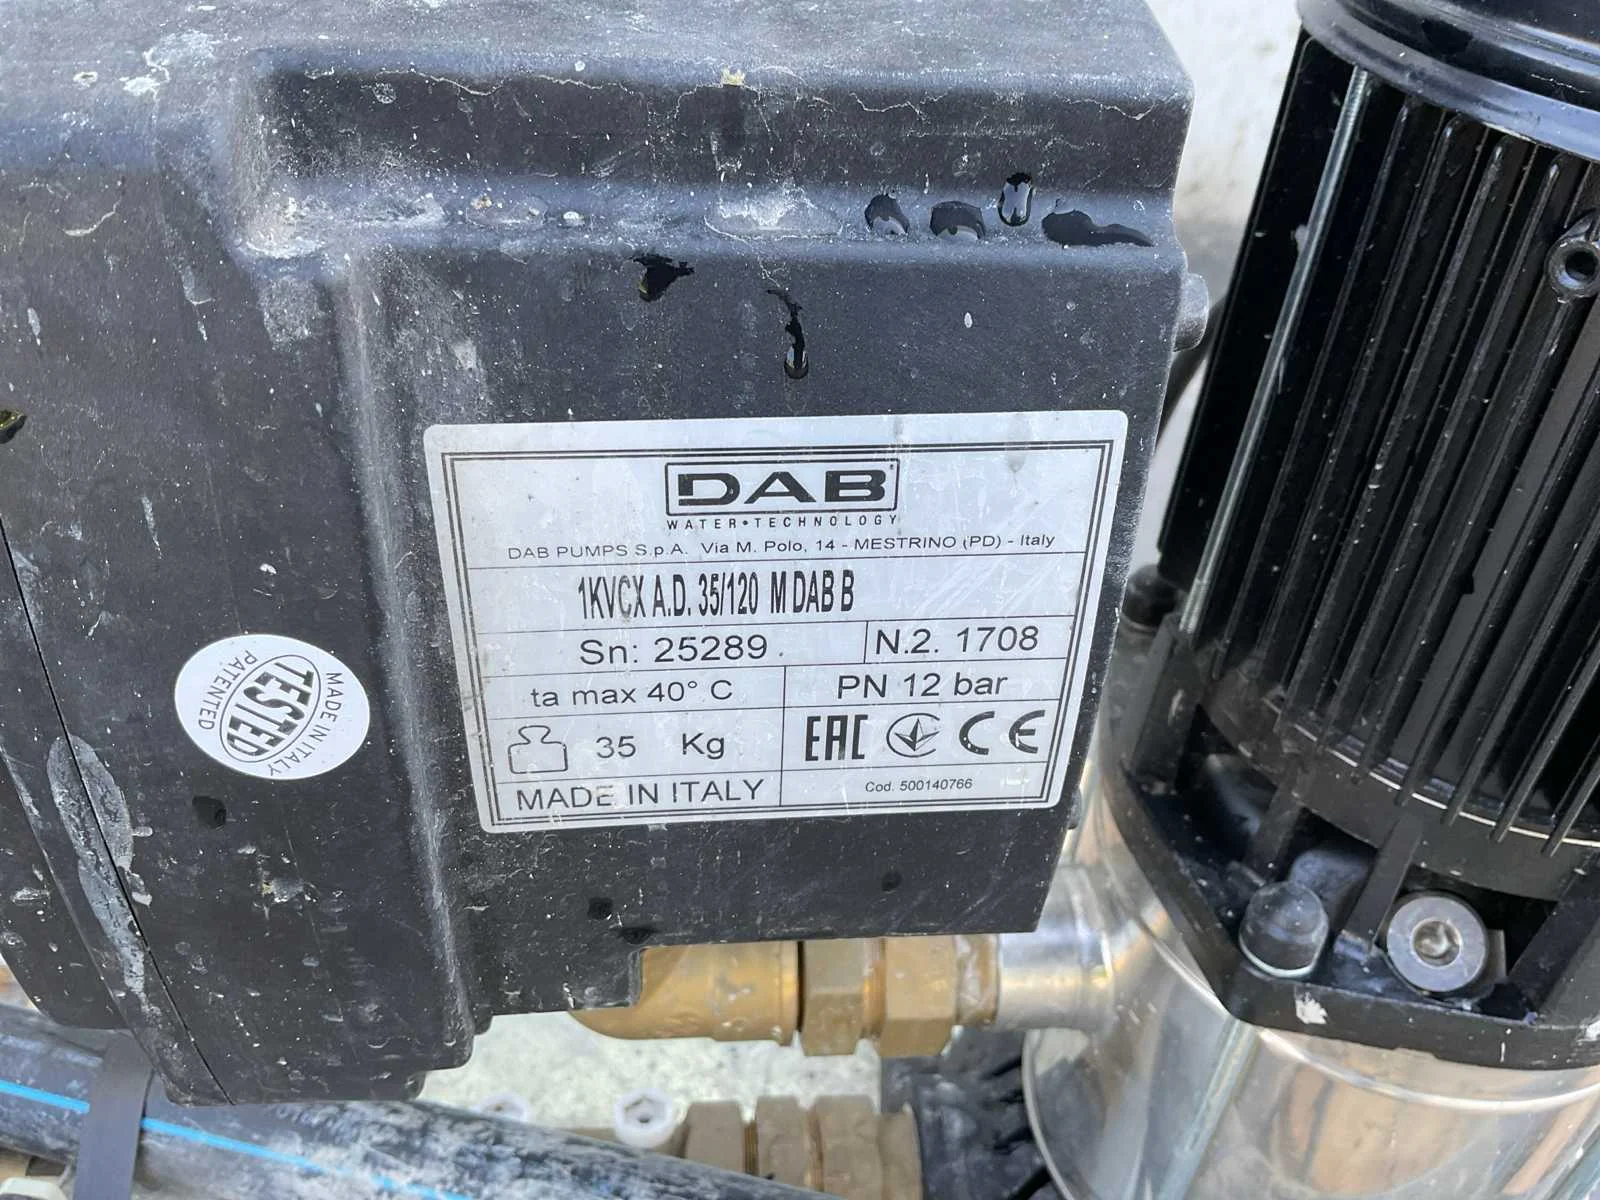 DAB
WATER•TECHNOLOGY
DAB PUMPS S.p.A. Via M. Polo, 14 - MESTRINO (PD) - Italy
1KVCX A.D. 35/120 M DAB B
Sn: 25289 N.2. 1708
ta max 40° C PN 12 bar
35 Kg EAC CE
MADE IN ITALY Cod. 500140766
MADE IN ITALY
TESTED
PATENTED